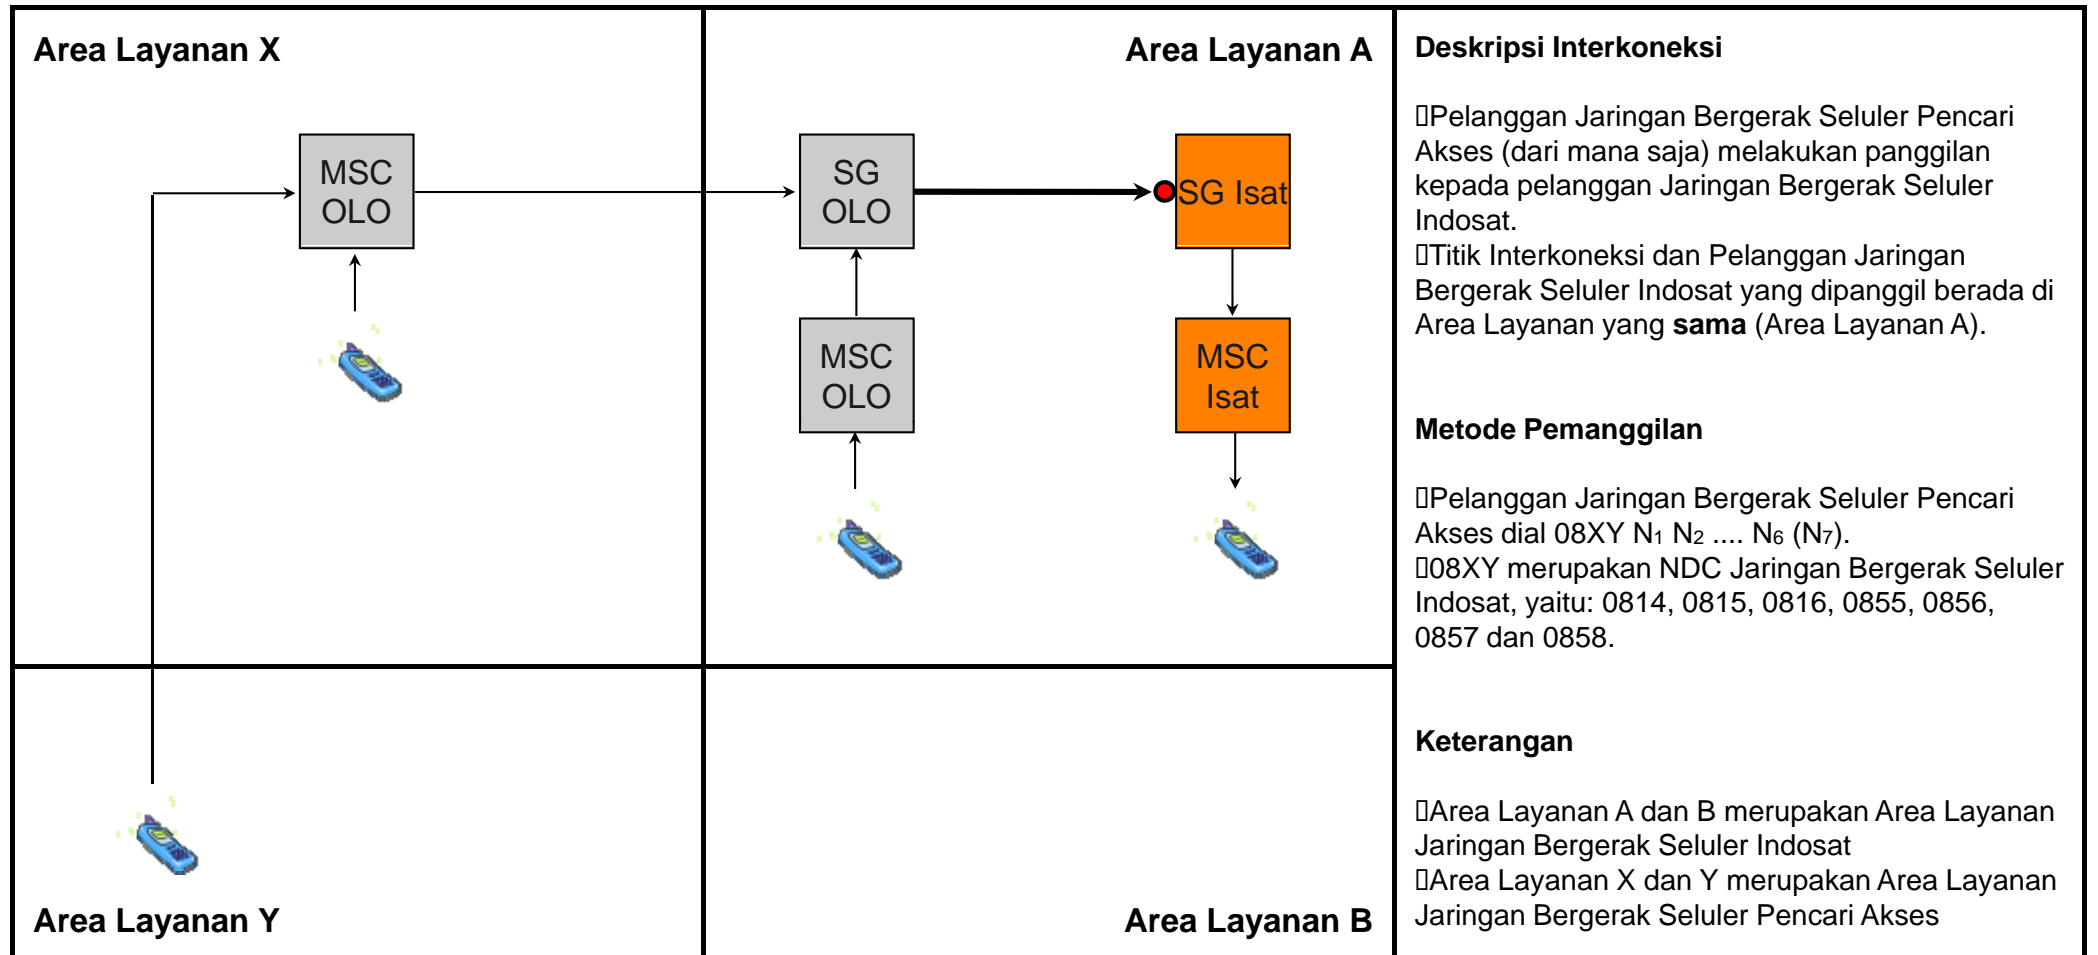 Area Layanan X
Area Layanan A
MSC
OLO
SG
OLO
SG Isat
MSC
OLO
MSC
Isat
Area Layanan Y
Area Layanan B
Deskripsi Interkoneksi
Pelanggan Jaringan Bergerak Seluler Pencari
Akses (dari mana saja) melakukan panggilan
kepada pelanggan Jaringan Bergerak Seluler
Indosat.
Titik Interkoneksi dan Pelanggan Jaringan
Bergerak Seluler Indosat yang dipanggil berada di
Area Layanan yang sama (Area Layanan A).
Metode Pemanggilan
Pelanggan Jaringan Bergerak Seluler Pencari
Akses dial 08XY N₁ N₂ .... N₆ (N₇).
08XY merupakan NDC Jaringan Bergerak Seluler
Indosat, yaitu: 0814, 0815, 0816, 0855, 0856,
0857 dan 0858.
Keterangan
Area Layanan A dan B merupakan Area Layanan
Jaringan Bergerak Seluler Indosat
Area Layanan X dan Y merupakan Area Layanan
Jaringan Bergerak Seluler Pencari Akses